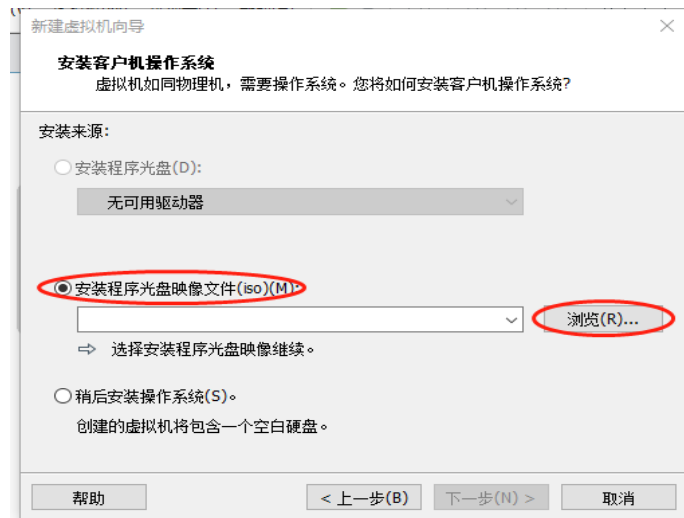 新建虚拟机向导
安装客户机操作系统
虚拟机如同物理机，需要操作系统。您将如何安装客户机操作系统?
安装来源:
安装程序光盘(D):
无可用驱动器
安装程序光盘映像文件(iso)(M):
浏览(R)...
选择安装程序光盘映像继续。
稍后安装操作系统(S)。
创建的虚拟机将包含一个空白硬盘。
帮助
< 上一步(B)
下一步(N) >
取消